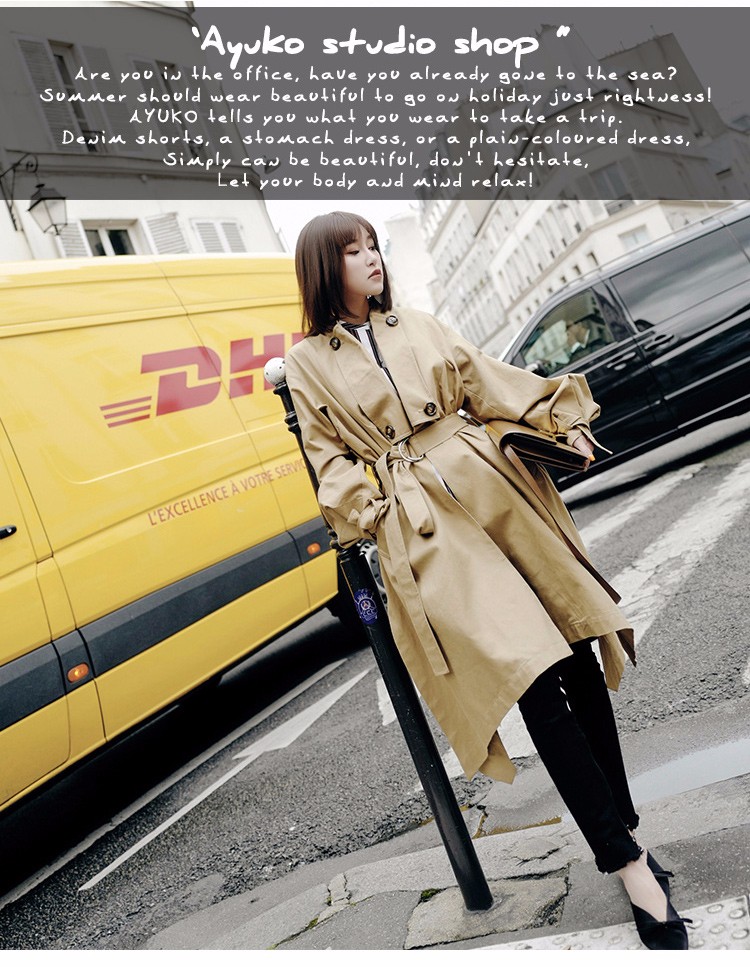 ‘Ayuko studio shop ”
Are you in the office, have you already gone to the sea?
Summer should wear beautiful to go on holiday just rightness!
AYUKO tells you what you wear to take a trip.
Denim shorts, a stomach dress, or a plain-coloured dress,
Simply can be beautiful, don't hesitate,
Let your body and mind relax!
DH
L'EXCELLENCE À VOTRE SERVIC